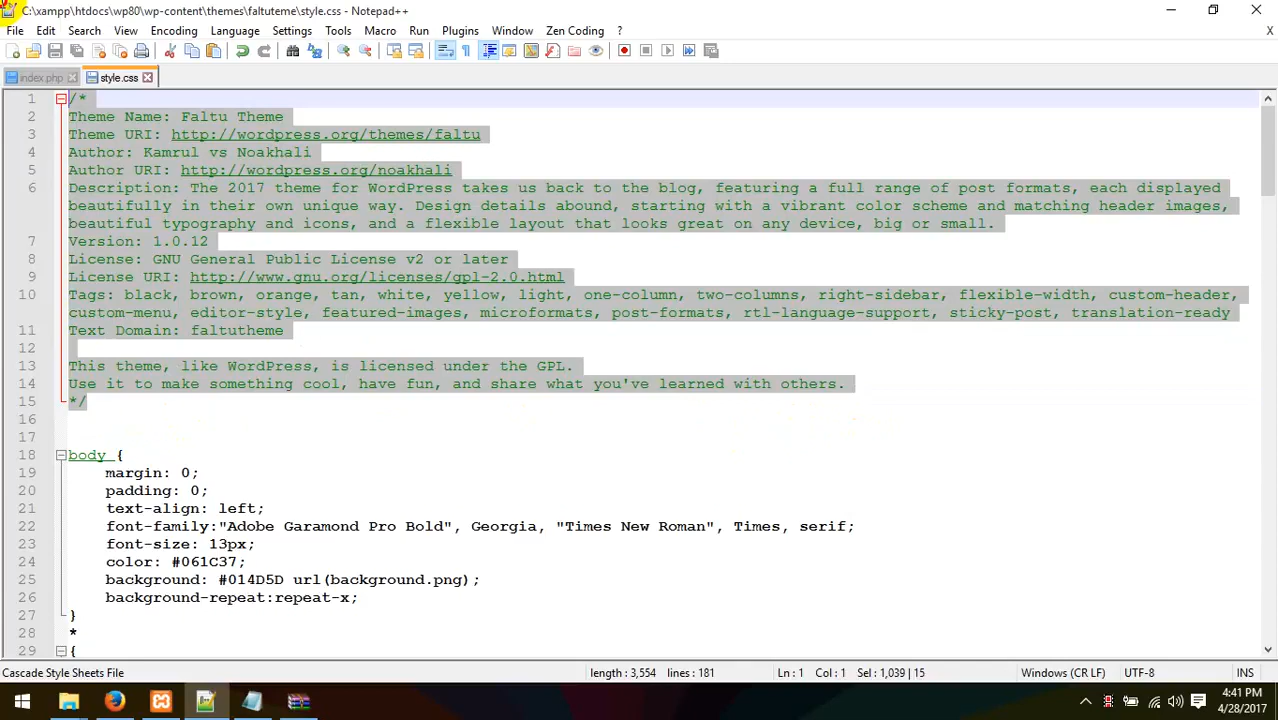 C:\xampp\htdocs\wp80\wp-content\themes\faltuteme\style.css - Notepad++
File Edit Search View Encoding Language Settings Tools Macro Run Plugins Window Zen Coding ? X
index.php style.css
1 /*
2 Theme Name: Faltu Theme
3 Theme URI: http://wordpress.org/themes/faltu
4 Author: Kamrul vs Noakhali
5 Author URI: http://wordpress.org/noakhali
6 Description: The 2017 theme for WordPress takes us back to the blog, featuring a full range of post formats, each displayed
beautifully in their own unique way. Design details abound, starting with a vibrant color scheme and matching header images,
beautiful typography and icons, and a flexible layout that looks great on any device, big or small.
7 Version: 1.0.12
8 License: GNU General Public License v2 or later
9 License URI: http://www.gnu.org/licenses/gpl-2.0.html
10 Tags: black, brown, orange, tan, white, yellow, light, one-column, two-columns, right-sidebar, flexible-width, custom-header,
custom-menu, editor-style, featured-images, microformats, post-formats, rtl-language-support, sticky-post, translation-ready
11 Text Domain: faltutheme
12
13 This theme, like WordPress, is licensed under the GPL.
14 Use it to make something cool, have fun, and share what you've learned with others.
15 */
16
17
18 body {
19 margin: 0;
20 padding: 0;
21 text-align: left;
22 font-family:"Adobe Garamond Pro Bold", Georgia, "Times New Roman", Times, serif;
23 font-size: 13px;
24 color: #061C37;
25 background: #014D5D url(background.png);
26 background-repeat:repeat-x;
27 }
28 *
29 {
Cascade Style Sheets File length : 3,554 lines : 181 Ln : 1 Col : 1 Sel : 1,039 | 15 Windows (CR LF) UTF-8 INS
4:41 PM
4/28/2017